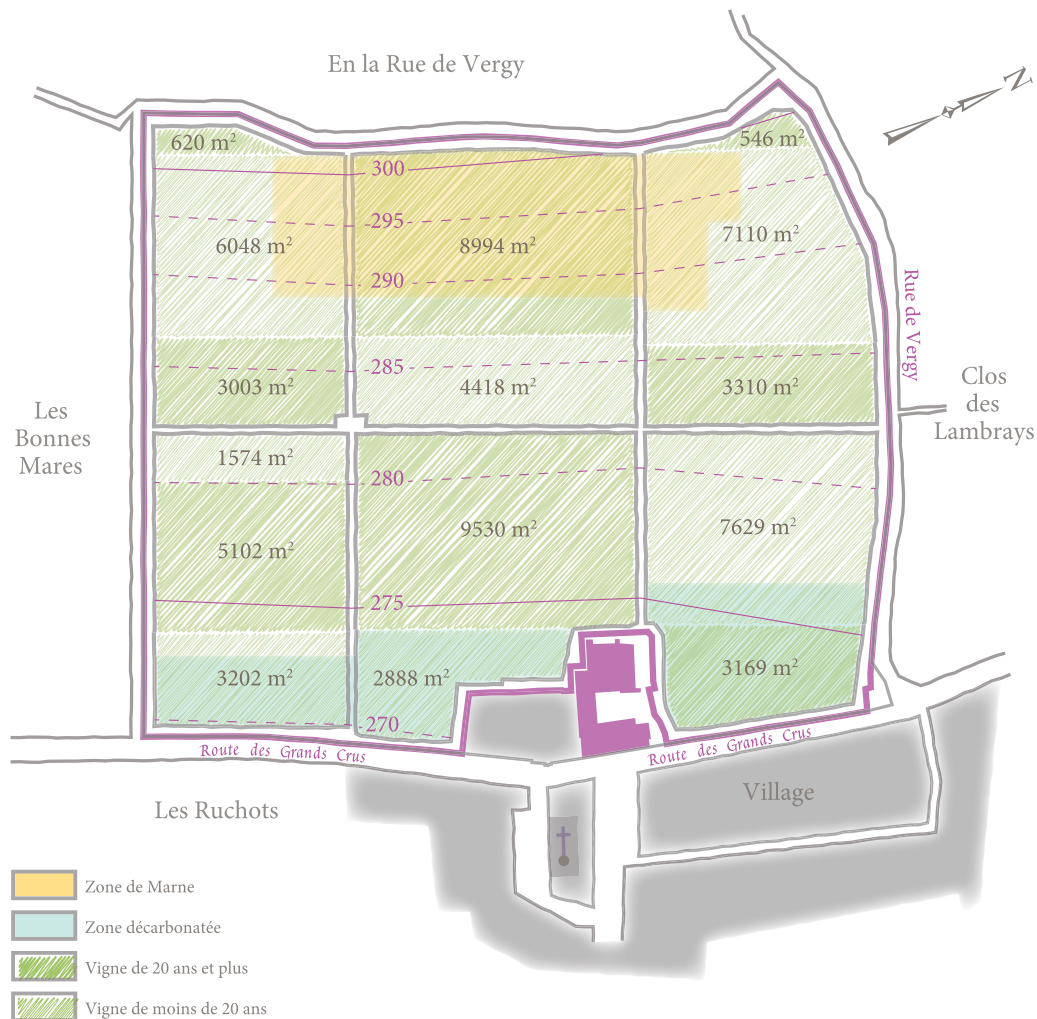 En la Rue de Vergy
N
620 m²
546 m²
300
295
6048 m²
8994 m²
7110 m²
290
Rue de Vergy
285
3003 m²
4418 m²
3310 m²
Les
Bonnes
Mares
Clos
des
Lambrays
1574 m²
280
5102 m²
9530 m²
7629 m²
275
3202 m²
2888 m²
3169 m²
270
Route des Grands Crus
Route des Grands Crus
Les Ruchots
Village
Zone de Marne
Zone décarbonatée
Vigne de 20 ans et plus
Vigne de moins de 20 ans